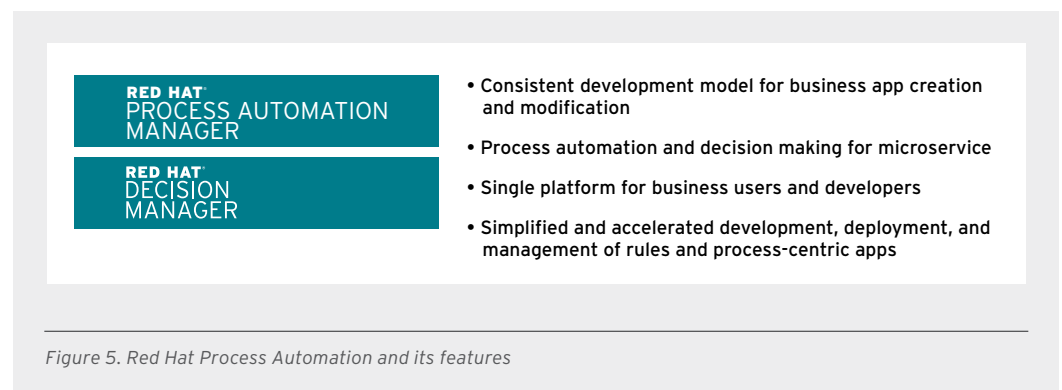 RED HAT®
PROCESS AUTOMATION
MANAGER
RED HAT®
DECISION
MANAGER
• Consistent development model for business app creation
and modification
• Process automation and decision making for microservice
• Single platform for business users and developers
• Simplified and accelerated development, deployment, and
management of rules and process-centric apps
Figure 5. Red Hat Process Automation and its features